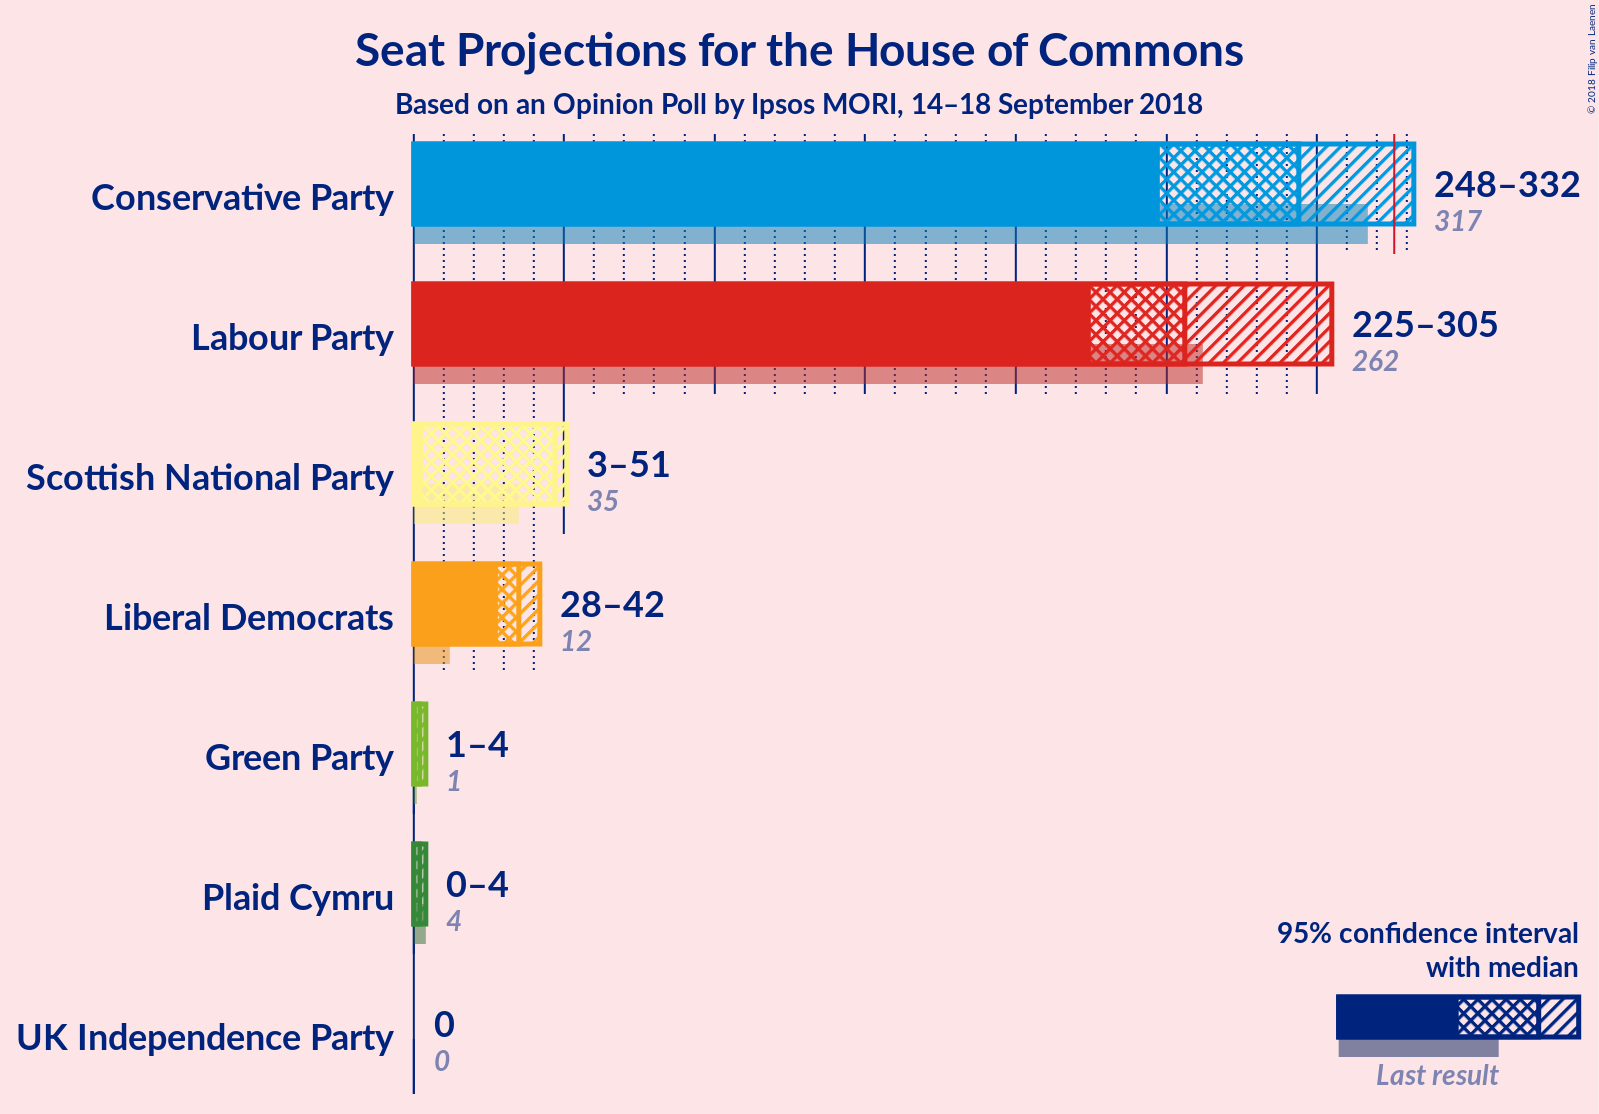 Seat Projections for the House of Commons
Based on an Opinion Poll by Ipsos MORI, 14–18 September 2018
© 2018 Filip van Laenen
Conservative Party
248–332
317
Labour Party
225–305
262
Scottish National Party
3–51
35
Liberal Democrats
28–42
12
Green Party
1–4
1
Plaid Cymru
0–4
4
UK Independence Party
0
0
95% confidence interval
with median
Last result